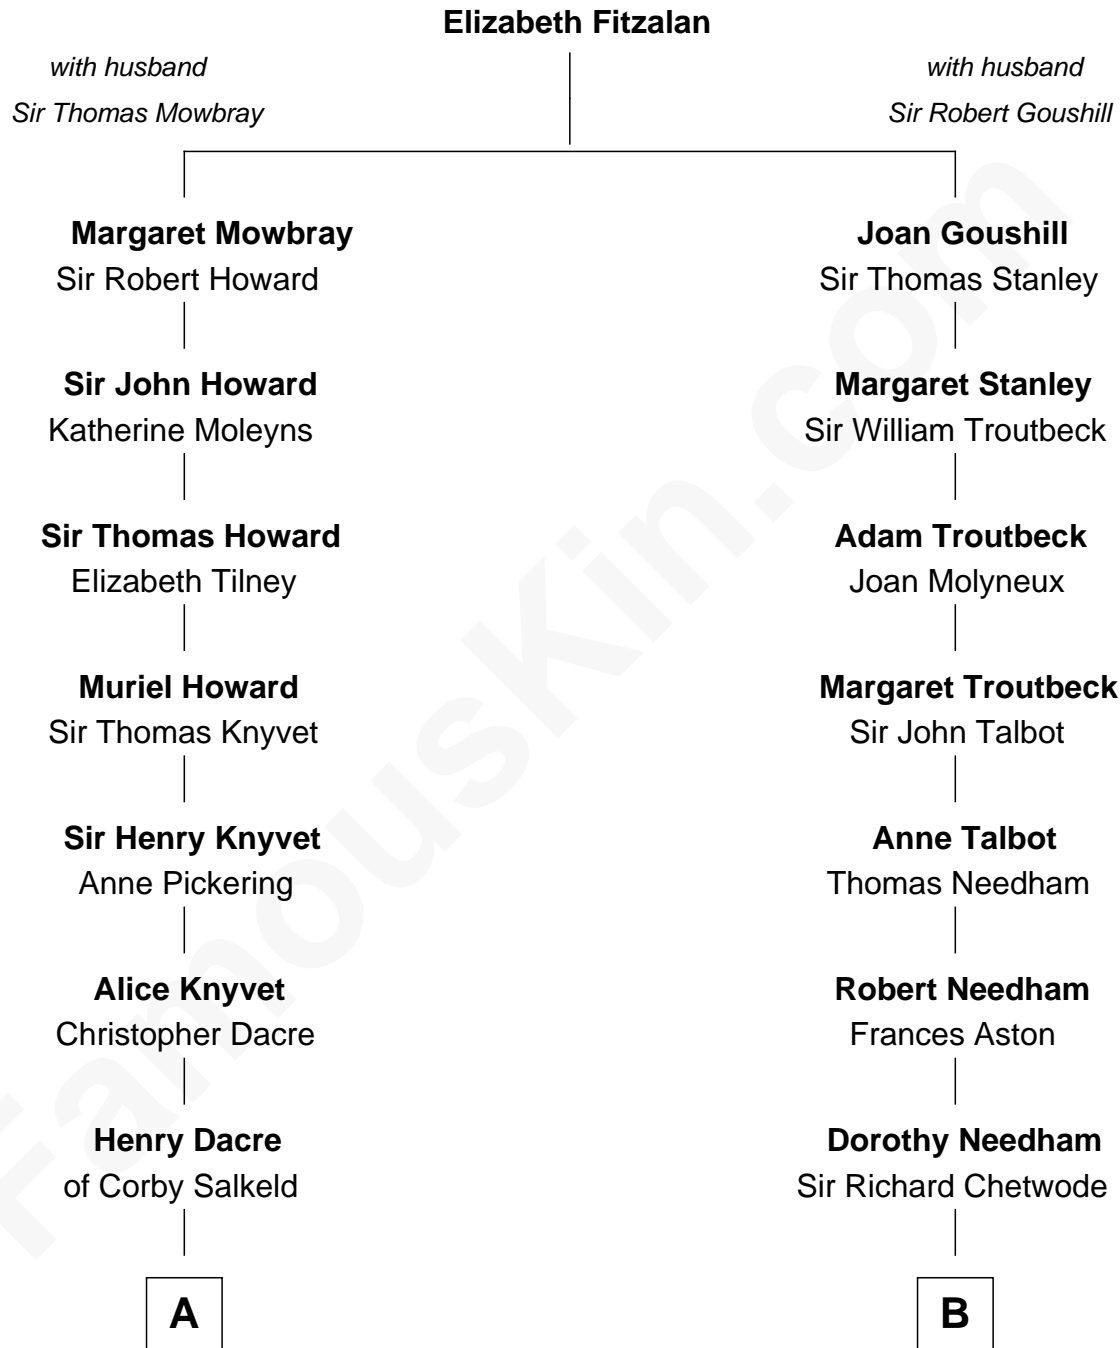 Elizabeth Fitzalan
with husband
Sir Thomas Mowbray
with husband
Sir Robert Goushill
Margaret Mowbray
Sir Robert Howard
Joan Goushill
Sir Thomas Stanley
Sir John Howard
Katherine Moleyns
Margaret Stanley
Sir William Troutbeck
Sir Thomas Howard
Elizabeth Tilney
Adam Troutbeck
Joan Molyneux
Muriel Howard
Sir Thomas Knyvet
Margaret Troutbeck
Sir John Talbot
Sir Henry Knyvet
Anne Pickering
Anne Talbot
Thomas Needham
Alice Knyvet
Christopher Dacre
Robert Needham
Frances Aston
Henry Dacre
of Corby Salkeld
Dorothy Needham
Sir Richard Chetwode
A
B
FamousKin.com